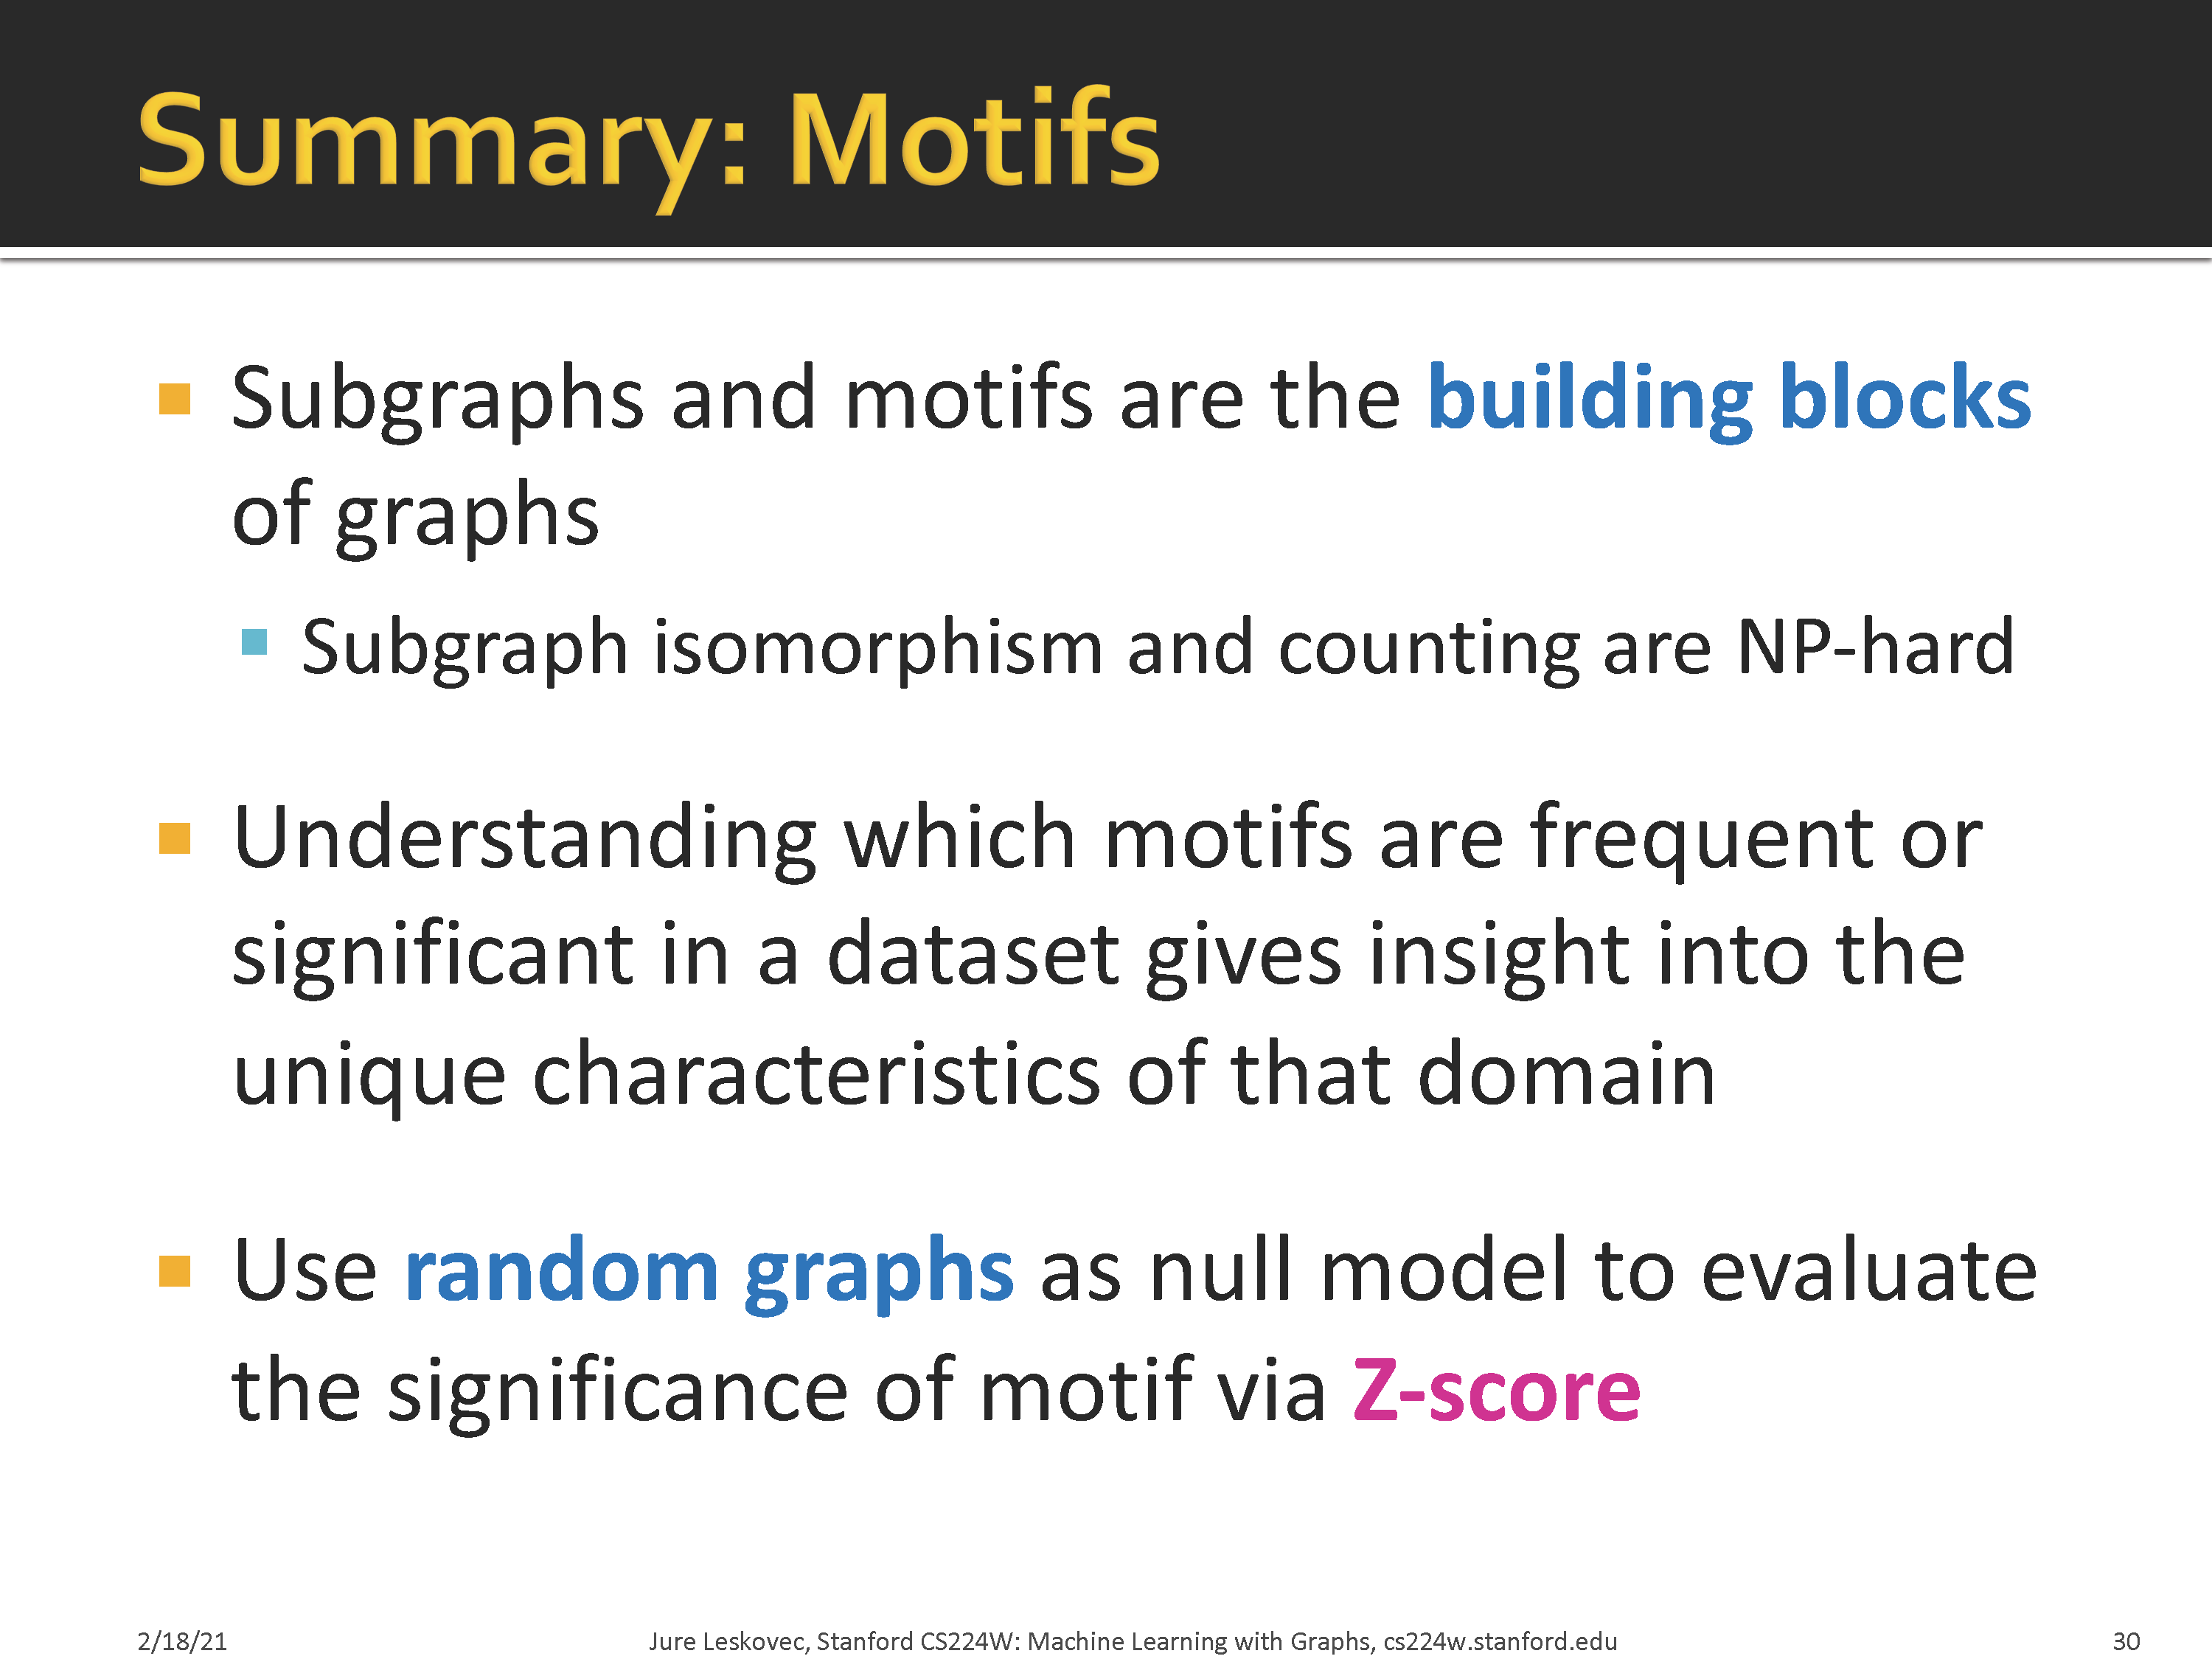 Summary: Motifs
Subgraphs and motifs are the building blocks
of graphs
Subgraph isomorphism and counting are NP-hard
Understanding which motifs are frequent or
significant in a dataset gives insight into the
unique characteristics of that domain
Use random graphs as null model to evaluate
the significance of motif via Z-score
2/18/21
Jure Leskovec, Stanford CS224W: Machine Learning with Graphs, cs224w.stanford.edu
30